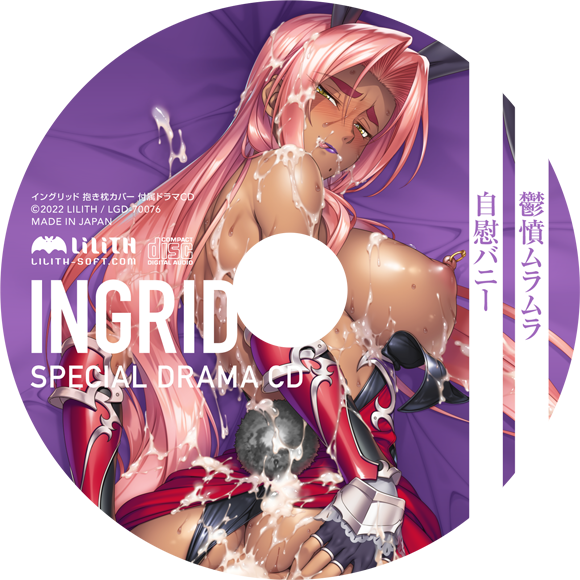 イングリッド 抱き枕カバー 付属ドラマCD
©2022 LILITH / LGD-70076
MADE IN JAPAN
LiLiTH
LILITH-SOFT.COM
COMPACT
disc
DIGITAL AUDIO
INGRID
SPECIAL DRAMA CD
鬱憤ムラムラ
自慰バニー